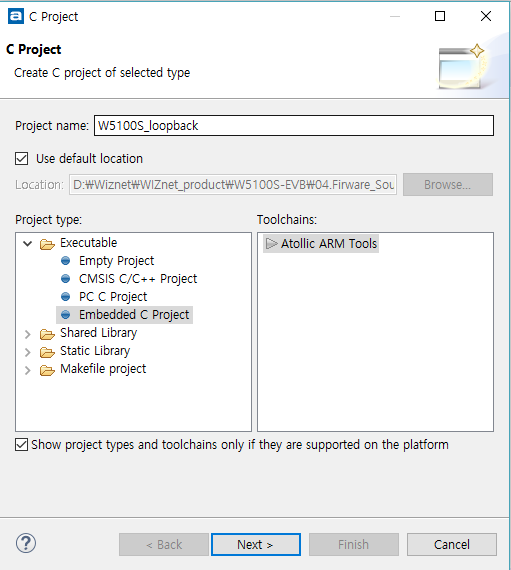 C Project
C Project
Create C project of selected type
Project name: W5100S_loopback
Use default location
Location: D:₩Wiznet₩WIZnet_product₩W5100S-EVB₩04.Firware_Sou Browse...
Project type: Toolchains:
Executable Atollic ARM Tools
Empty Project
CMSIS C/C++ Project
PC C Project
Embedded C Project
Shared Library
Static Library
Makefile project
Show project types and toolchains only if they are supported on the platform
? < Back Next > Finish Cancel